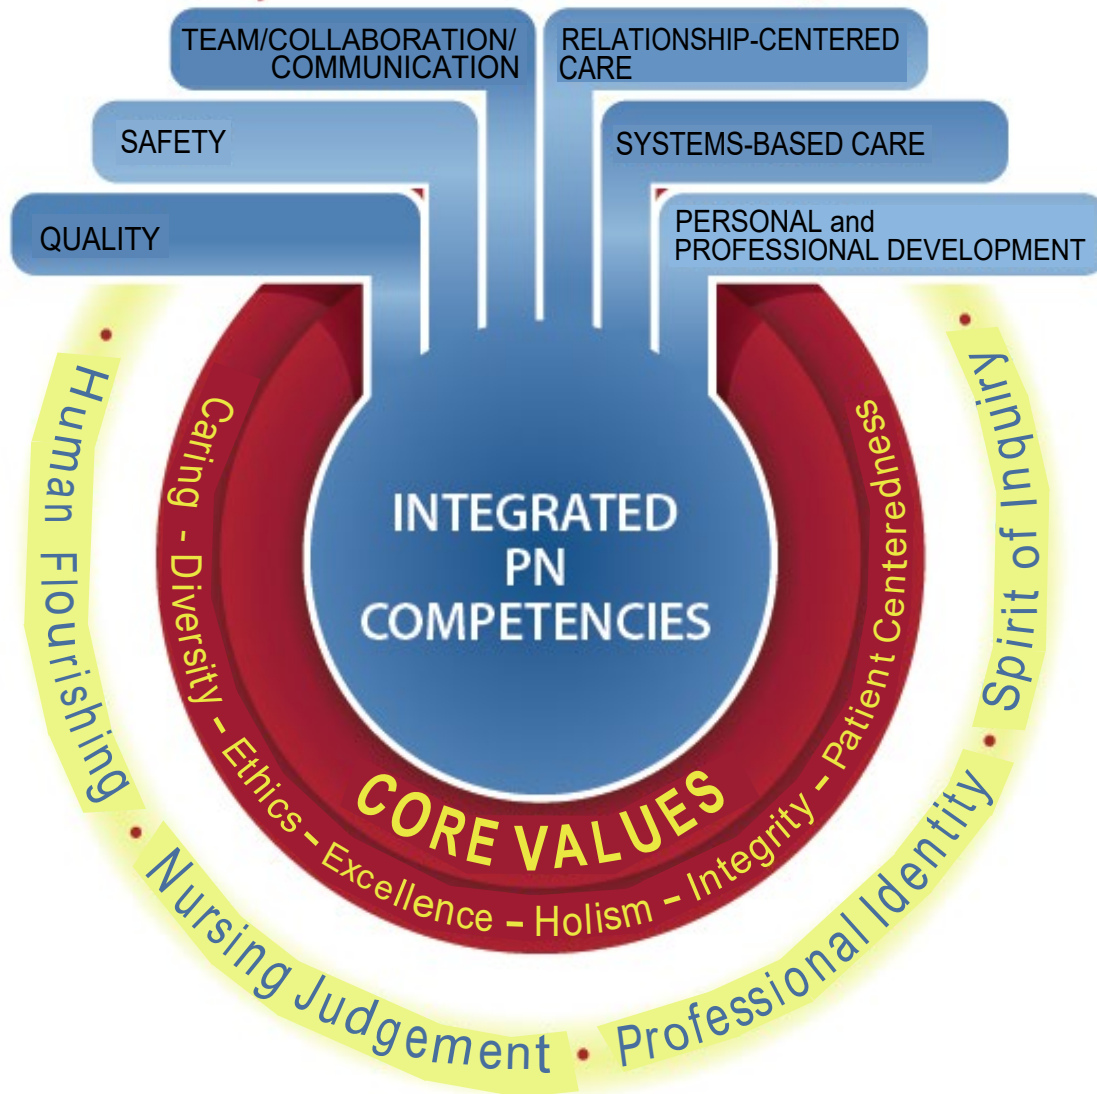 TEAM/COLLABORATION/
COMMUNICATION
RELATIONSHIP-CENTERED
CARE
SAFETY
SYSTEMS-BASED CARE
QUALITY
PERSONAL and
PROFESSIONAL DEVELOPMENT
INTEGRATED
PN
COMPETENCIES
CORE VALUES
Caring - Diversity – Ethics – Excellence – Holism – Integrity – Patient Centeredness
• Human Flourishing • Nursing Judgement • Professional Identity • Spirit of Inquiry •